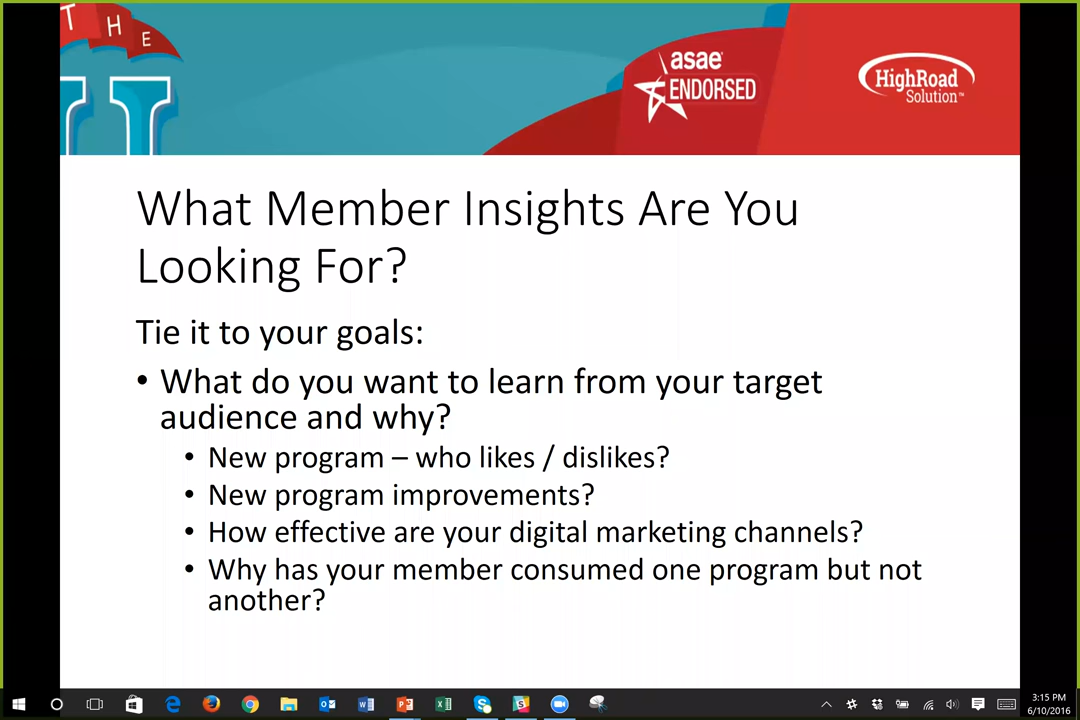 THE
U
asae
ENDORSED
HighRoad
Solution™
What Member Insights Are You
Looking For?
Tie it to your goals:
• What do you want to learn from your target
audience and why?
• New program – who likes / dislikes?
• New program improvements?
• How effective are your digital marketing channels?
• Why has your member consumed one program but not
another?
3:15 PM
6/10/2016